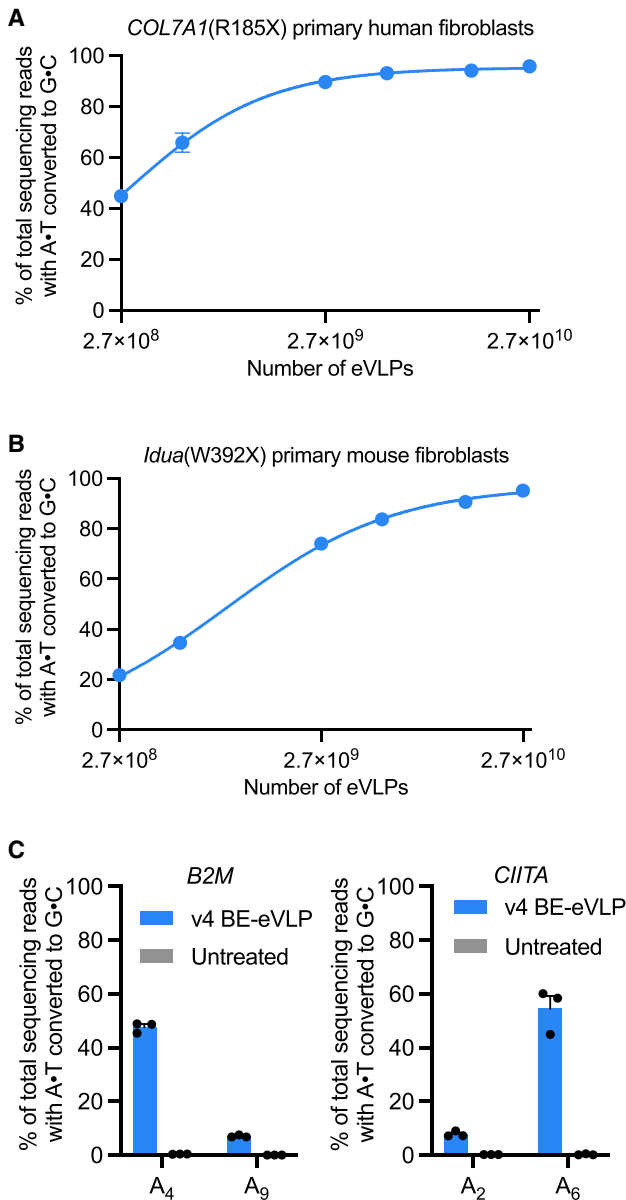 A
COL7A1(R185X) primary human fibroblasts
% of total sequencing reads
with A•T converted to G•C
100
80
60
40
20
0
2.7×10⁸
2.7×10⁹
2.7×10¹⁰
Number of eVLPs
B
Idua(W392X) primary mouse fibroblasts
% of total sequencing reads
with A•T converted to G•C
100
80
60
40
20
0
2.7×10⁸
2.7×10⁹
2.7×10¹⁰
Number of eVLPs
C
B2M
% of total sequencing reads
with A•T converted to G•C
100
80
60
40
20
0
v4 BE-eVLP
Untreated
A₄
A₉
CIITA
% of total sequencing reads
with A•T converted to G•C
100
80
60
40
20
0
v4 BE-eVLP
Untreated
A₂
A₆